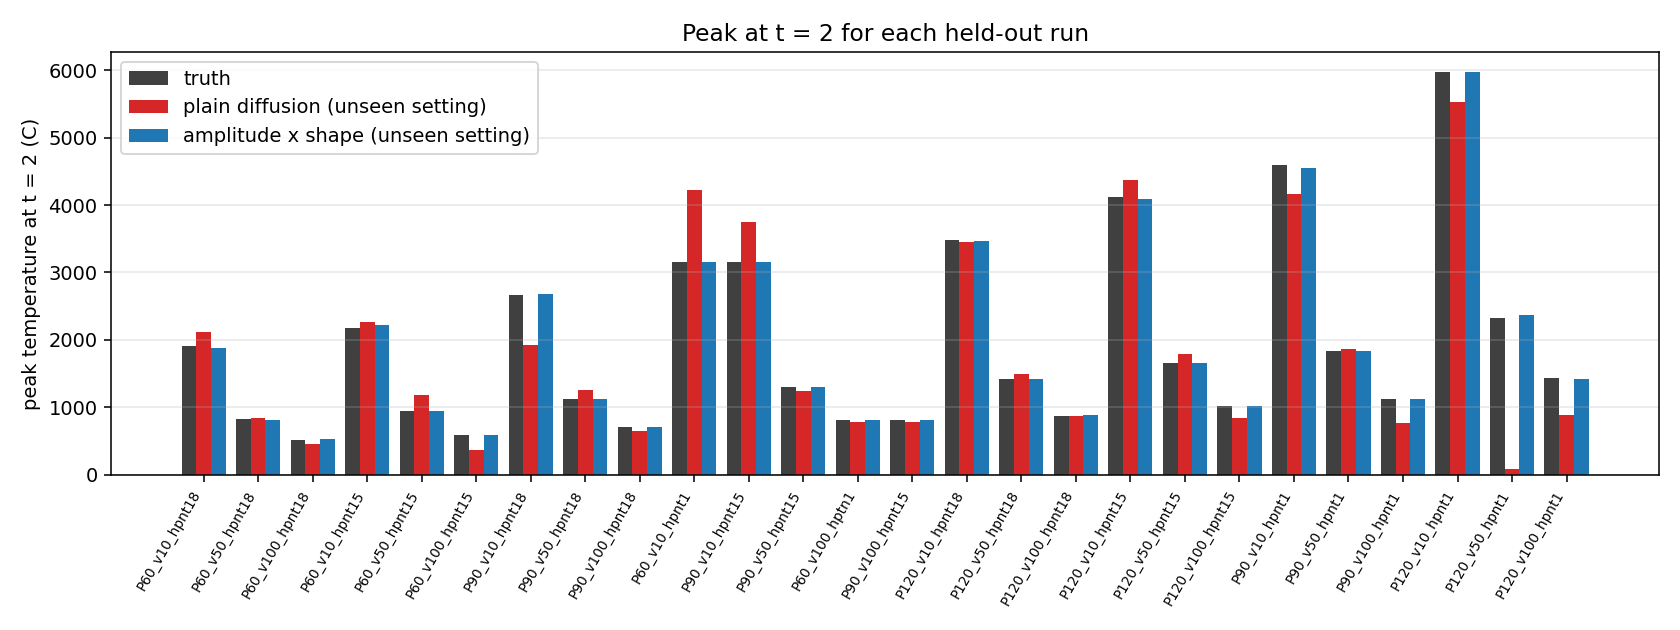 Peak at t = 2 for each held-out run
truth
plain diffusion (unseen setting)
amplitude x shape (unseen setting)
peak temperature at t = 2 (C)
6000
5000
4000
3000
2000
1000
0
P60_v10_hpnt18
P60_v50_hpnt18
P60_v100_hpnt18
P60_v10_hpnt15
P60_v50_hpnt15
P60_v100_hpnt15
P90_v10_hpnt18
P90_v50_hpnt18
P90_v100_hpnt18
P60_v10_hpnt1
P90_v10_hpnt15
P90_v50_hpnt15
P60_v100_hptn1
P90_v100_hpnt15
P120_v10_hpnt18
P120_v50_hpnt18
P120_v100_hpnt18
P120_v10_hpnt15
P120_v50_hpnt15
P120_v100_hpnt15
P90_v10_hpnt1
P90_v50_hpnt1
P90_v100_hpnt1
P120_v10_hpnt1
P120_v50_hpnt1
P120_v100_hpnt1